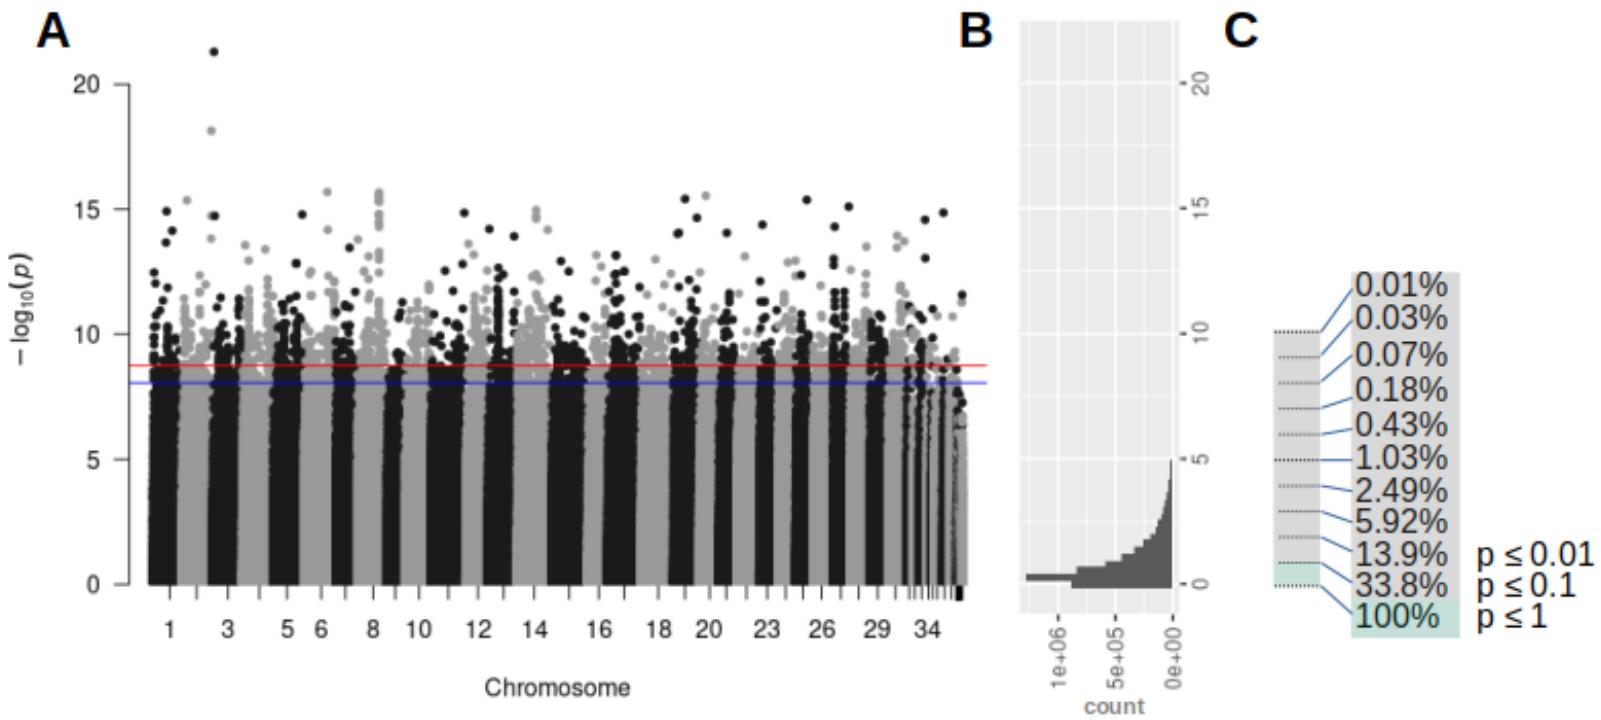 A
20
15
10
5
0
− log10(p)
1 3 5 6 8 10 12 14 16 18 20 23 26 29 34
Chromosome
B
20
15
10
5
0
1e+06
5e+05
0e+00
count
C
0.01%
0.03%
0.07%
0.18%
0.43%
1.03%
2.49%
5.92%
13.9% p ≤ 0.01
33.8% p ≤ 0.1
100% p ≤ 1